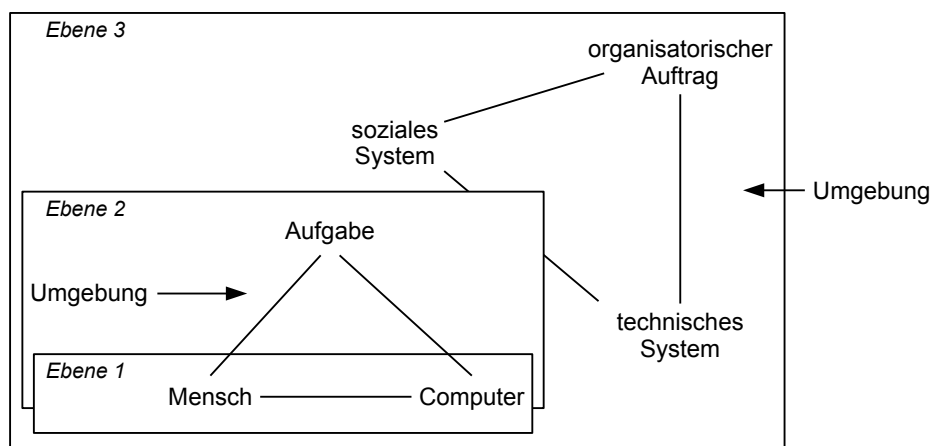 Ebene 3
organisatorischer
Auftrag
soziales
System
Umgebung
Ebene 2
Aufgabe
Umgebung
technisches
System
Ebene 1
Mensch
Computer